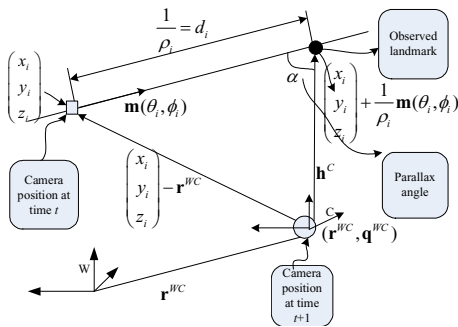 1/ρ_i = d_i
Observed
landmark
(x_i
y_i
z_i)
m(θ_i, ϕ_i)
α
(x_i
y_i
z_i) + 1/ρ_i m(θ_i, ϕ_i)
Camera
position at
time t
(x_i
y_i
z_i) − r^WC
h^C
Parallax
angle
C
(r^WC, q^WC)
W
r^WC
Camera
position
at time
t+1